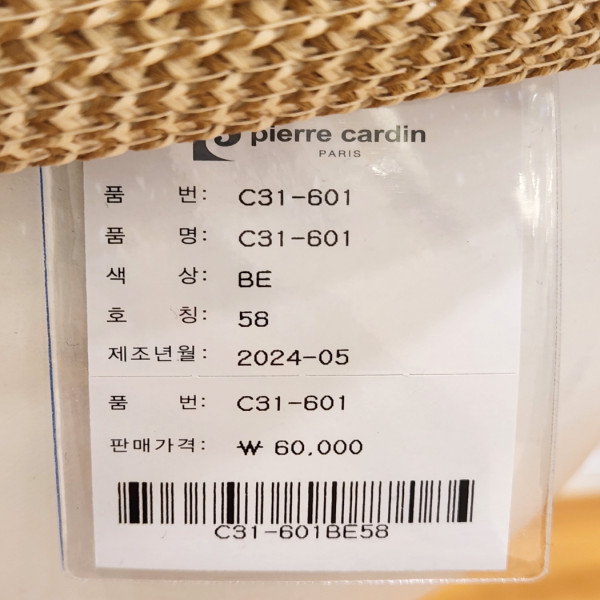 pierre cardin
PARIS
품 번: C31-601
품 명: C31-601
색 상: BE
호 칭: 58
제조년월: 2024-05
품 번: C31-601
판매가격: ₩ 60,000
C31-601BE58